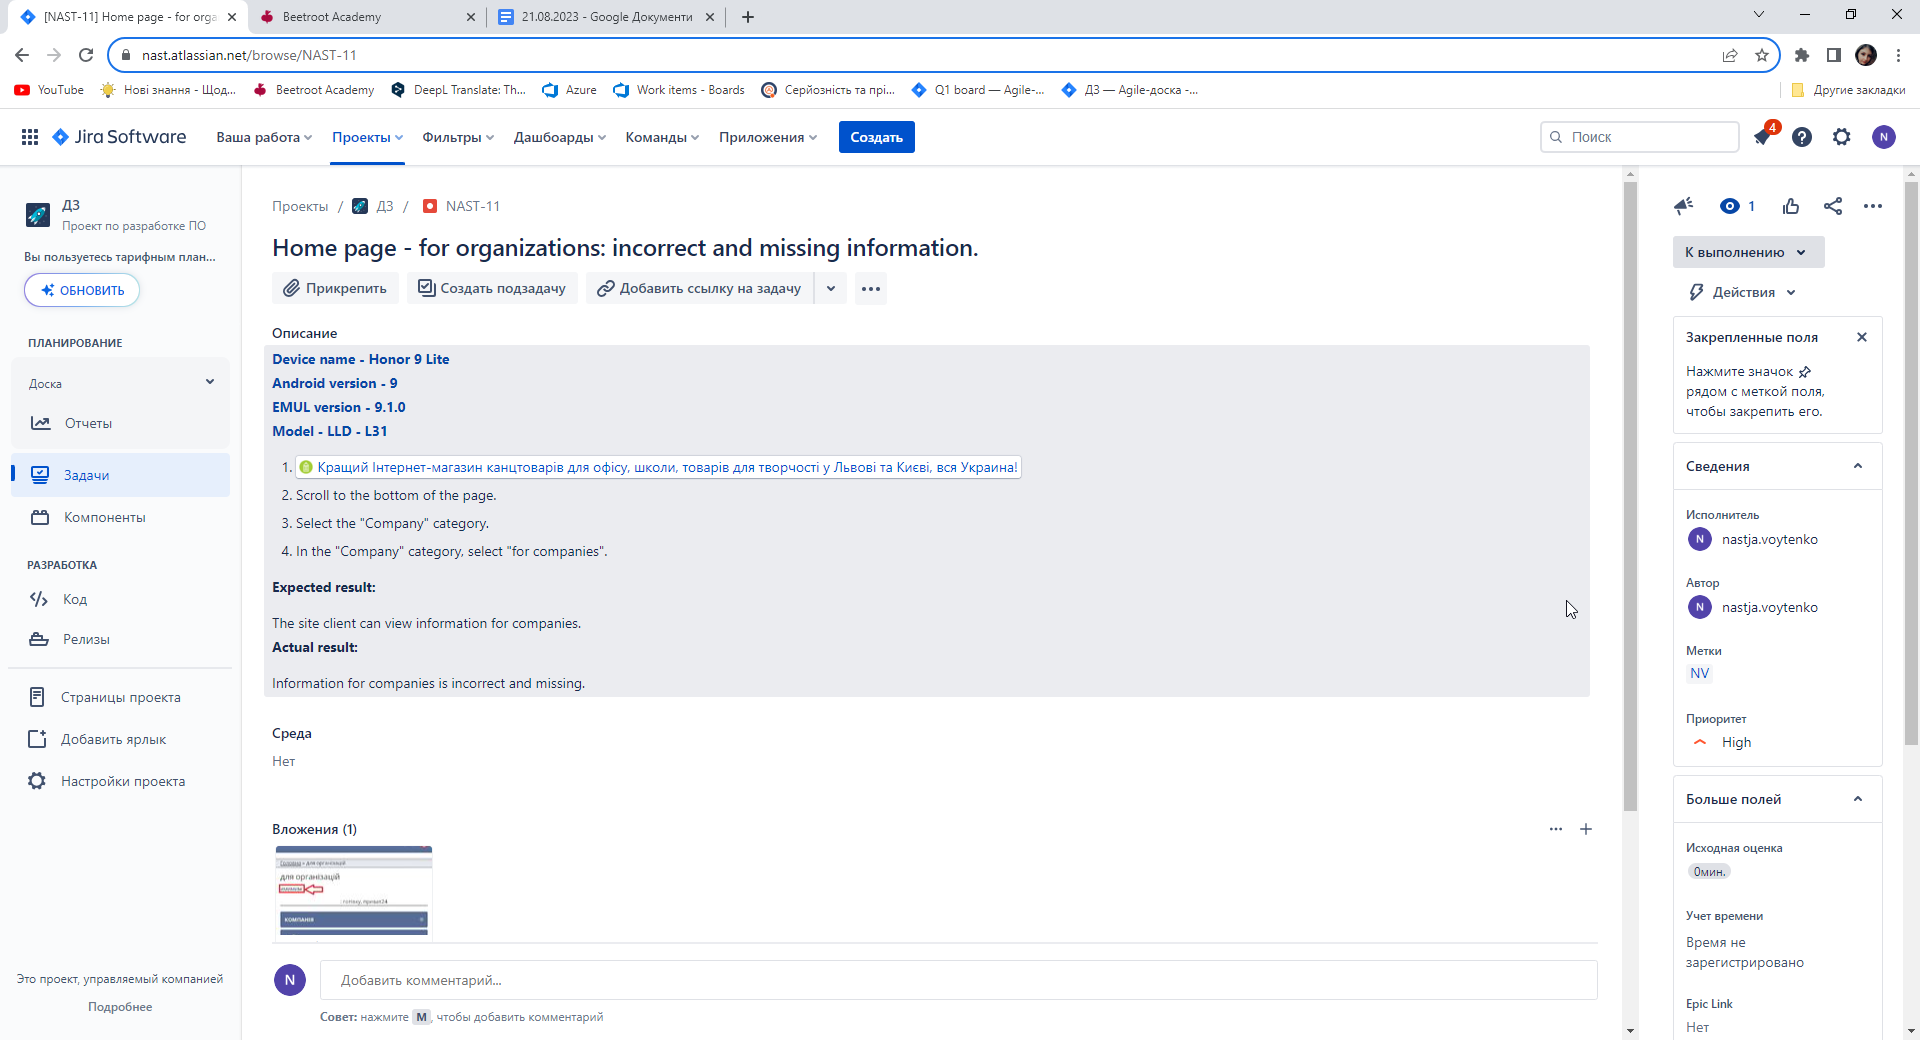 [NAST-11] Home page - for orga
Beetroot Academy
21.08.2023 - Google Документи
nast.atlassian.net/browse/NAST-11
YouTube
Нові знання - Щод...
Beetroot Academy
DeepL Translate: Th...
Azure
Work items - Boards
Серйозність та прі...
Q1 board — Agile-...
ДЗ — Agile-доска -...
Другие закладки
Jira Software
Ваша работа
Проекты
Фильтры
Дашборды
Команды
Приложения
Создать
Поиск
4
N
ДЗ
Проект по разработке ПО
Вы пользуетесь тарифным план...
ОБНОВИТЬ
ПЛАНИРОВАНИЕ
Доска
Отчеты
Задачи
Компоненты
РАЗРАБОТКА
Код
Релизы
Страницы проекта
Добавить ярлык
Настройки проекта
Это проект, управляемый компанией
Подробнее
Проекты / ДЗ / NAST-11
Home page - for organizations: incorrect and missing information.
Прикрепить
Создать подзадачу
Добавить ссылку на задачу
Описание
Device name - Honor 9 Lite
Android version - 9
EMUL version - 9.1.0
Model - LLD - L31
1. Кращий Інтернет-магазин канцтоварів для офісу, школи, товарів для творчості у Львові та Києві, вся Украина!
2. Scroll to the bottom of the page.
3. Select the "Company" category.
4. In the "Company" category, select "for companies".
Expected result:
The site client can view information for companies.
Actual result:
Information for companies is incorrect and missing.
Среда
Нет
Вложения (1)
Головна » для організацій
для організацій
: готівку, приват24
КОМПАНІЯ
N
Добавить комментарий...
Совет: нажмите M, чтобы добавить комментарий
1
К выполнению
Действия
Закрепленные поля
Нажмите значок
рядом с меткой поля,
чтобы закрепить его.
Сведения
Исполнитель
N
nastja.voytenko
Автор
N
nastja.voytenko
Метки
NV
Приоритет
High
Больше полей
Исходная оценка
0мин.
Учет времени
Время не
зарегистрировано
Epic Link
Нет